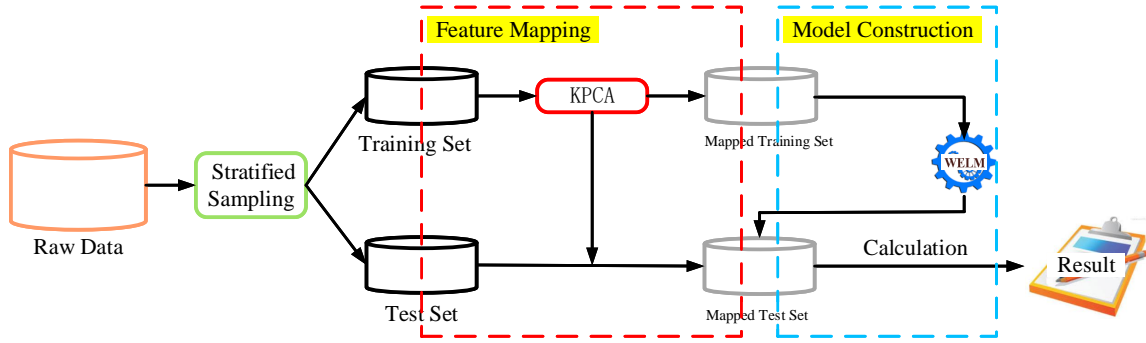 Feature Mapping
Model Construction
KPCA
Training Set
Mapped Training Set
WELM
Stratified
Sampling
Raw Data
Calculation
Result
Test Set
Mapped Test Set